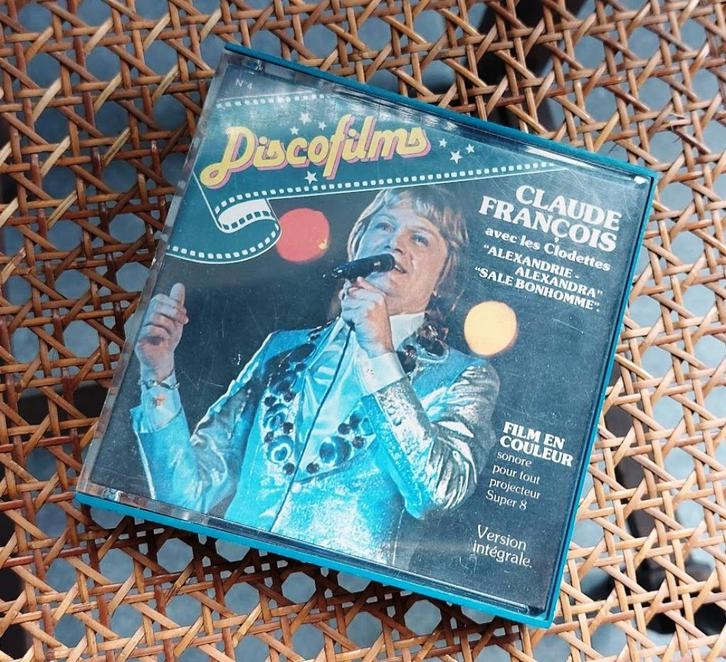 N° 4
Discofilms
CLAUDE
FRANÇOIS
avec les Clodettes
"ALEXANDRIE -
ALEXANDRA"
"SALE BONHOMME".
FILM EN
COULEUR
sonore
pour tout
projecteur
Super 8
Version
intégrale.